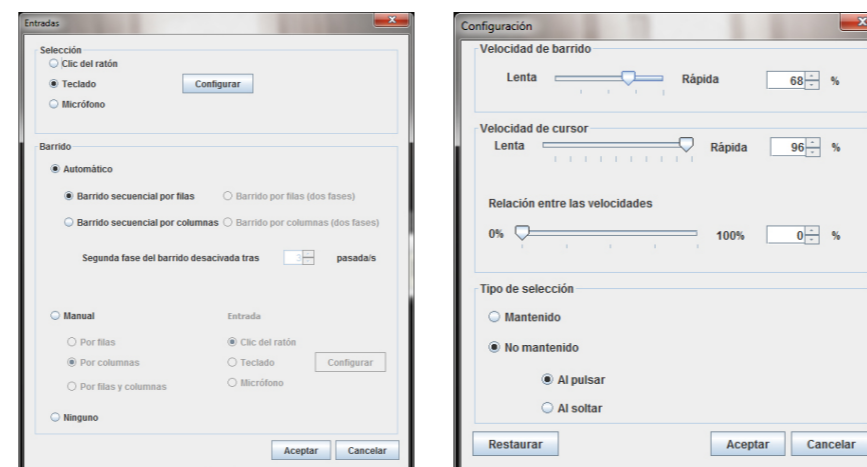 Entradas
Selección
Clic del ratón
Teclado
Configurar
Micrófono
Barrido
Automático
Barrido secuencial por filas
Barrido por filas (dos fases)
Barrido secuencial por columnas
Barrido por columnas (dos fases)
Segunda fase del barrido desacivada tras
3
pasada/s
Manual
Entrada
Por filas
Clic del ratón
Por columnas
Teclado
Configurar
Por filas y columnas
Micrófono
Ninguno
Aceptar
Cancelar
Configuración
Velocidad de barrido
Lenta
Rápida
68
%
Velocidad de cursor
Lenta
Rápida
96
%
Relación entre las velocidades
0%
100%
0
%
Tipo de selección
Mantenido
No mantenido
Al pulsar
Al soltar
Restaurar
Aceptar
Cancelar